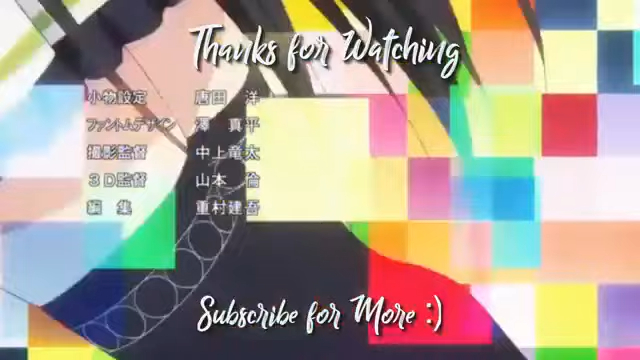 Thanks for Watching
小物設定 唐田 洋
ファントムデザイン 澤 真平
撮影監督 中上竜太
３Ｄ監督 山本 倫
編 集 重村建吾
Subscribe for More :)